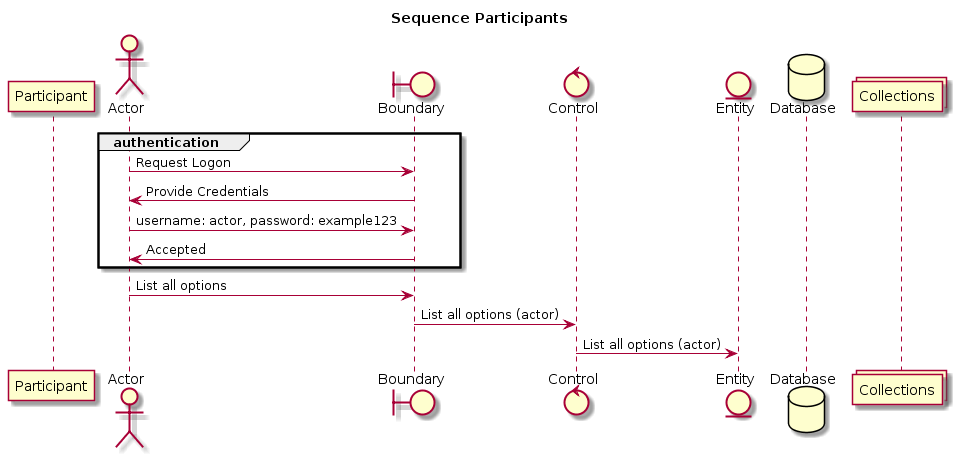 Sequence Participants
Participant
Actor
Boundary
Control
Entity
Database
Collections
authentication
Request Logon
Provide Credentials
username: actor, password: example123
Accepted
List all options
List all options (actor)
List all options (actor)
Participant
Actor
Boundary
Control
Entity
Database
Collections